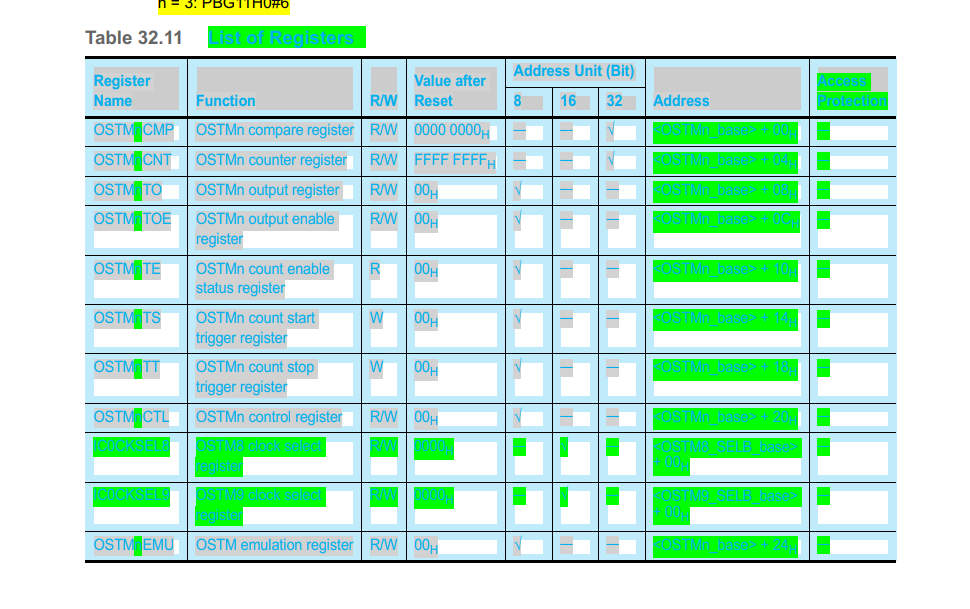 n = 3: PBG11H0#6
Table 32.11 List of Registers
Register Name Function R/W Value after Reset Address Unit (Bit) 8 16 32 Address Access Protection
OSTMnCMP OSTMn compare register R/W 0000 0000H — — √ <OSTMn_base> + 00H —
OSTMnCNT OSTMn counter register R/W FFFF FFFFH — — √ <OSTMn_base> + 04H —
OSTMnTO OSTMn output register R/W 00H √ — — <OSTMn_base> + 08H —
OSTMnTOE OSTMn output enable R/W 00H √ — — <OSTMn_base> + 0CH —
register
OSTMnTE OSTMn count enable R 00H √ — — <OSTMn_base> + 10H —
status register
OSTMnTS OSTMn count start W 00H √ — — <OSTMn_base> + 14H —
trigger register
OSTMnTT OSTMn count stop W 00H √ — — <OSTMn_base> + 18H —
trigger register
OSTMnCTL OSTMn control register R/W 00H √ — — <OSTMn_base> + 20H —
IC0CKSEL8 OSTM8 clock select R/W 0000H — √ — <OSTM8_SELB_base>
register + 00H —
IC0CKSEL9 OSTM9 clock select R/W 0000H — √ — <OSTM9_SELB_base>
register + 00H —
OSTMnEMU OSTM emulation register R/W 00H √ — — <OSTMn_base> + 24H —